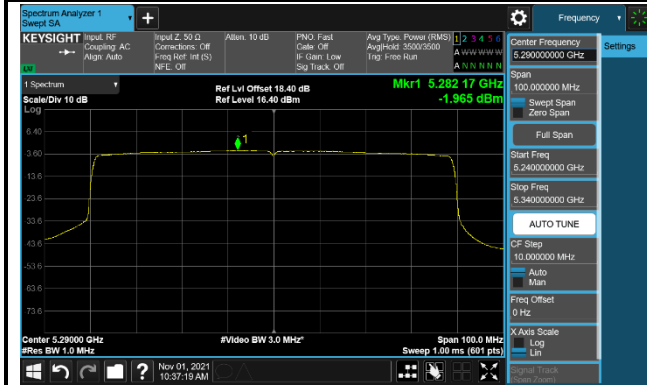 Spectrum Analyzer 1
Swept SA
Frequency
KEYSIGHT
Input: RF
Coupling: AC
Align: Auto
Input Z: 50 Ω
Corrections: Off
Freq Ref: Int (S)
NFE: Off
Atten: 10 dB
PNO: Fast
Gate: Off
IF Gain: Low
Sig Track: Off
Avg Type: Power (RMS)
Avg|Hold: 3500/3500
Trig: Free Run
1 2 3 4 5 6
A W W W W W
A N N N N N
1 Spectrum
Scale/Div 10 dB
Log
Ref Lvl Offset 18.40 dB
Ref Level 16.40 dBm
Mkr1 5.282 17 GHz
-1.965 dBm
6.40
-3.60
-13.6
-23.6
-33.6
-43.6
-53.6
-63.6
-73.6
1
Center 5.29000 GHz
#Res BW 1.0 MHz
#Video BW 3.0 MHz*
Span 100.0 MHz
Sweep 1.00 ms (601 pts)
Nov 01, 2021
10:37:19 AM
Center Frequency
5.290000000 GHz
Settings
Span
100.000000 MHz
Swept Span
Zero Span
Full Span
Start Freq
5.240000000 GHz
Stop Freq
5.340000000 GHz
AUTO TUNE
CF Step
10.000000 MHz
Auto
Man
Freq Offset
0 Hz
X Axis Scale
Log
Lin
Signal Track
(Span Zoom)